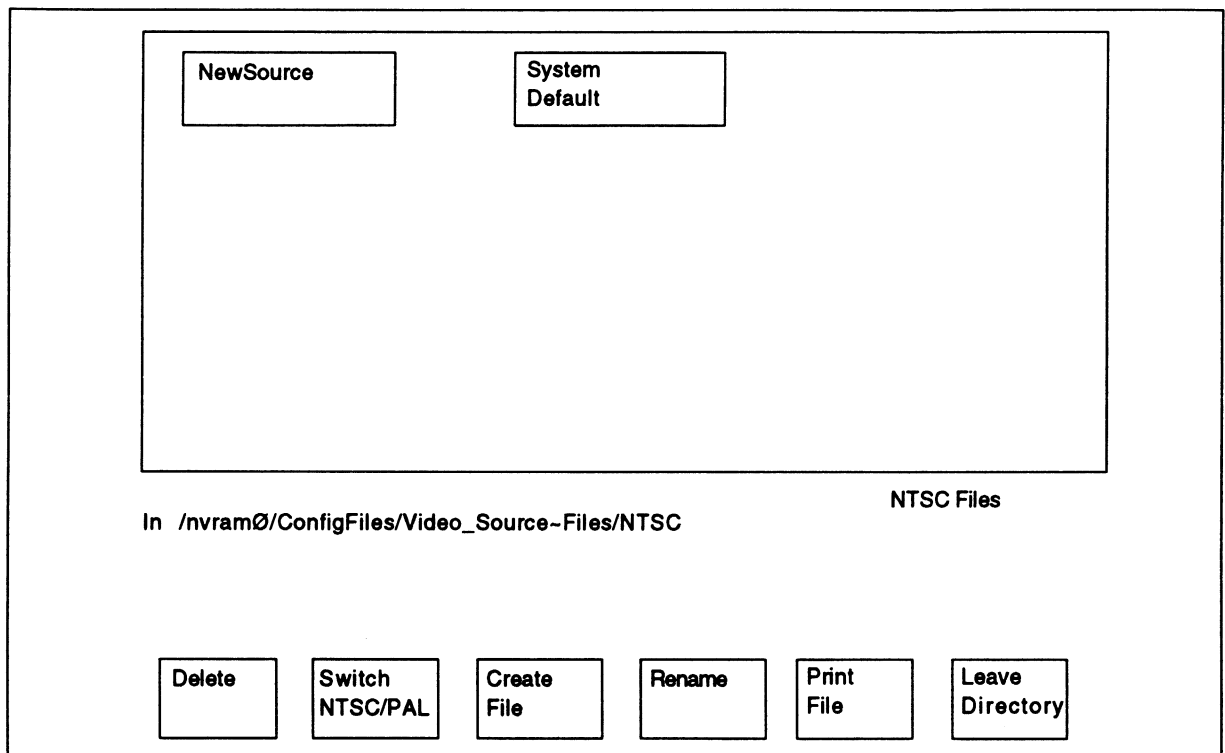 NewSource
System
Default
NTSC Files
In /nvramØ/ConfigFiles/Video_Source~Files/NTSC
Delete
Switch
NTSC/PAL
Create
File
Rename
Print
File
Leave
Directory